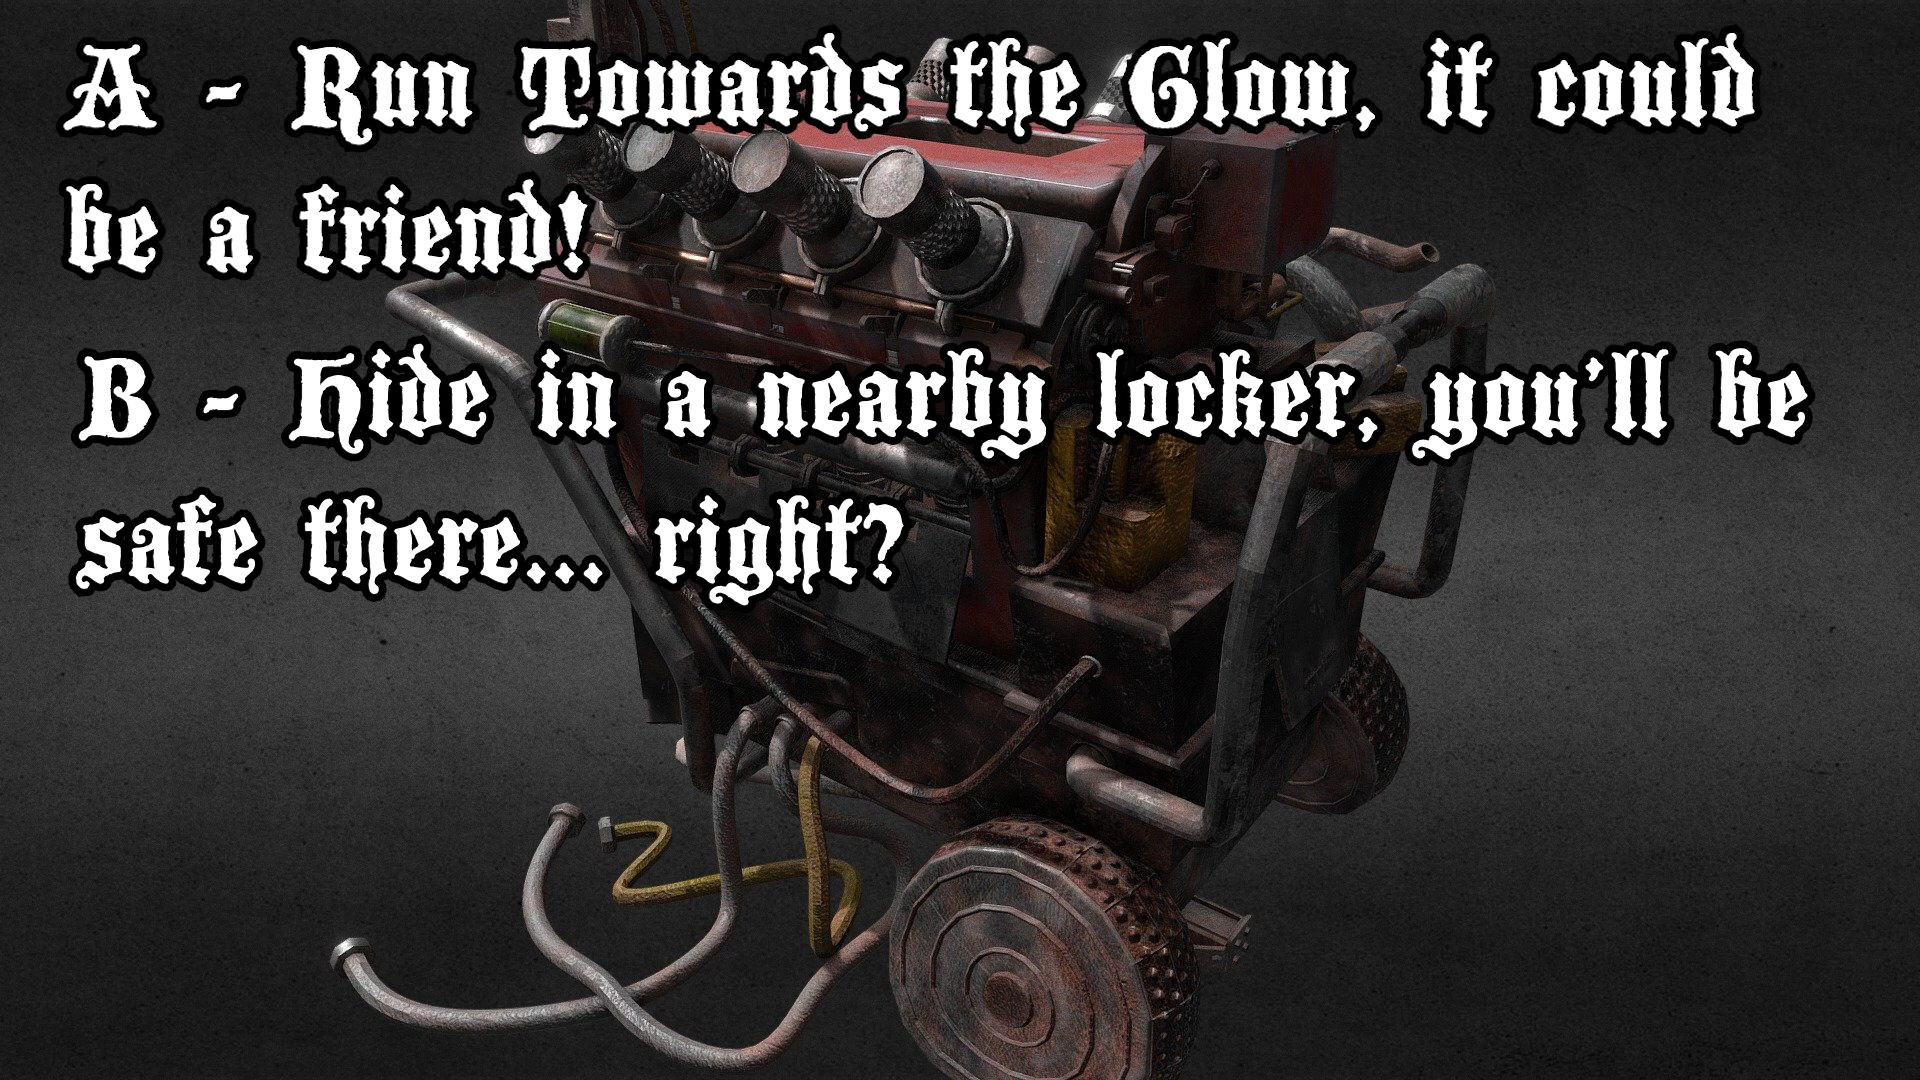 A - Run Towards the Glow, it could
be a friend!
B - Hide in a nearby locker, you'll be
safe there... right?